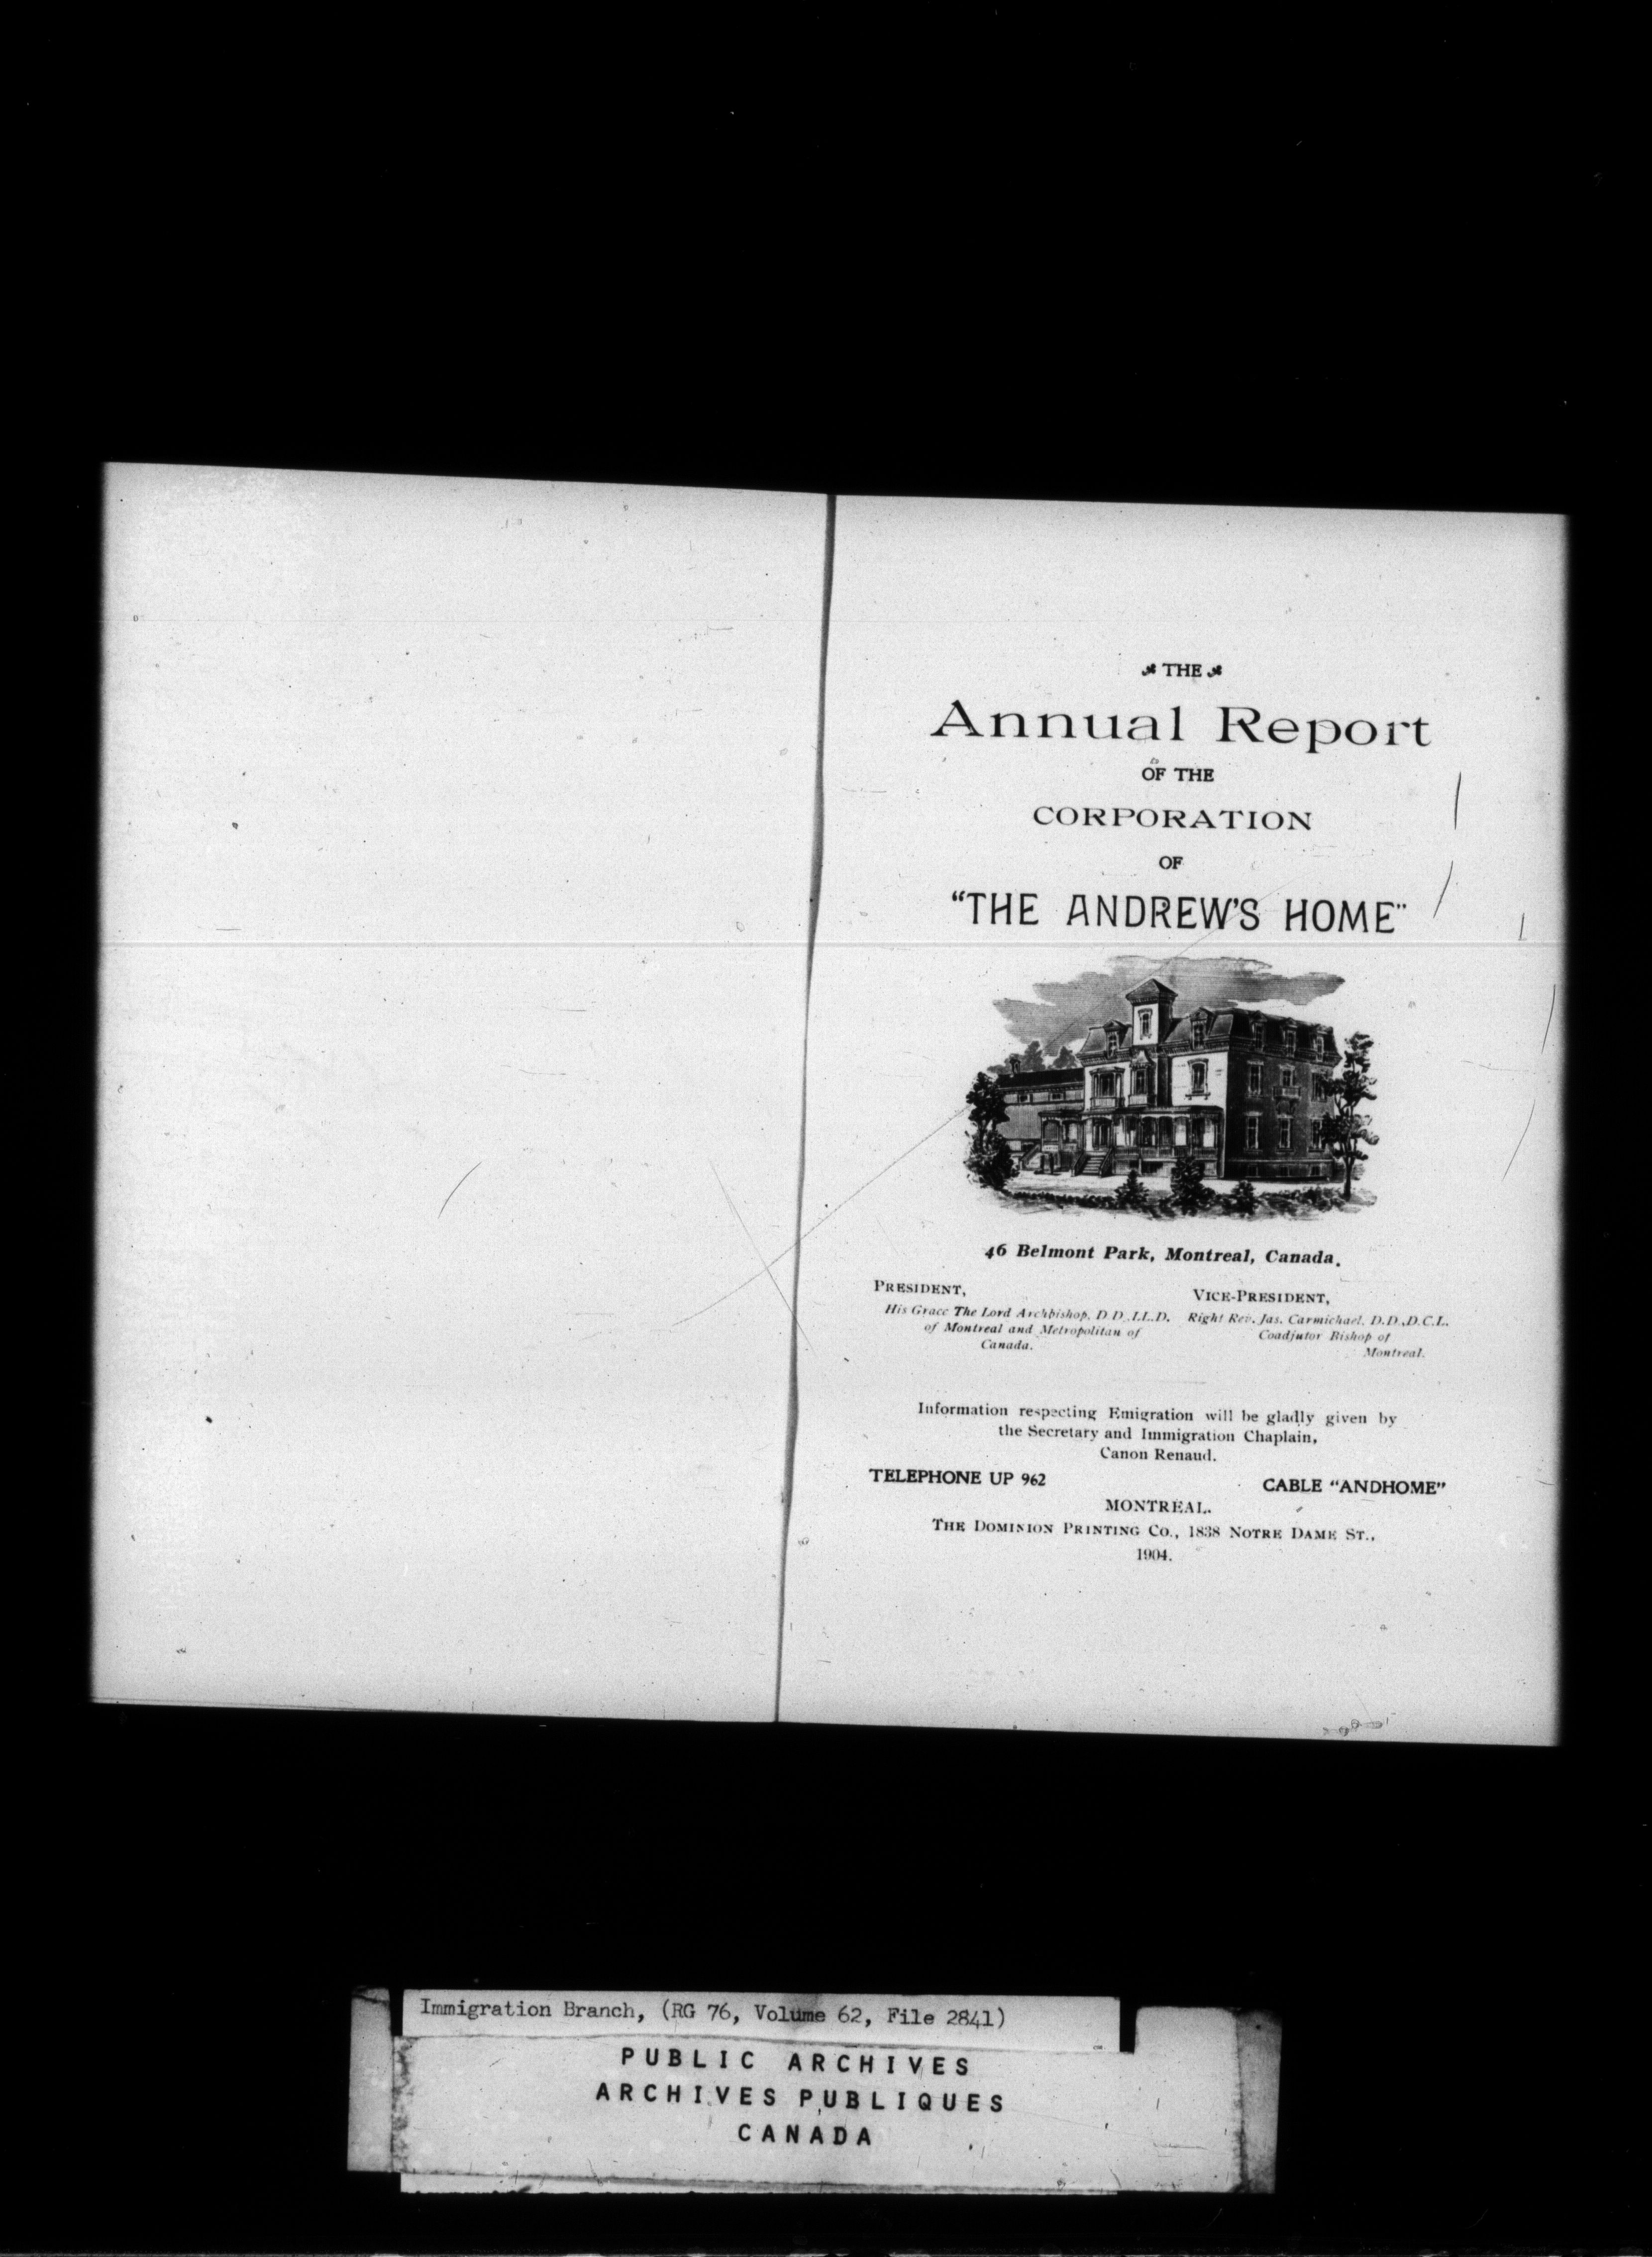 THE
Annual Report
OF THE
CORPORATION
OF
"THE ANDREW'S HOME"
46 Belmont Park, Montreal, Canada.
PRESIDENT,
His Grace The Lord Archbishop, D D., LL.D.
of Montreal and Metropolitan of
Canada.
VICE-PRESIDENT,
Right Rev. Jas. Carmichael, D.D., D.C.L.
Coadjutor Bishop of
Montreal.
Information respecting Emigration will be gladly given by
the Secretary and Immigration Chaplain,
Canon Renaud.
TELEPHONE UP 962 CABLE "ANDHOME"
MONTREAL.
THE DOMINION PRINTING CO., 1838 NOTRE DAME ST.,
1904.
Immigration Branch, (RG 76, Volume 62, File 2841)
PUBLIC ARCHIVES
ARCHIVES PUBLIQUES
CANADA